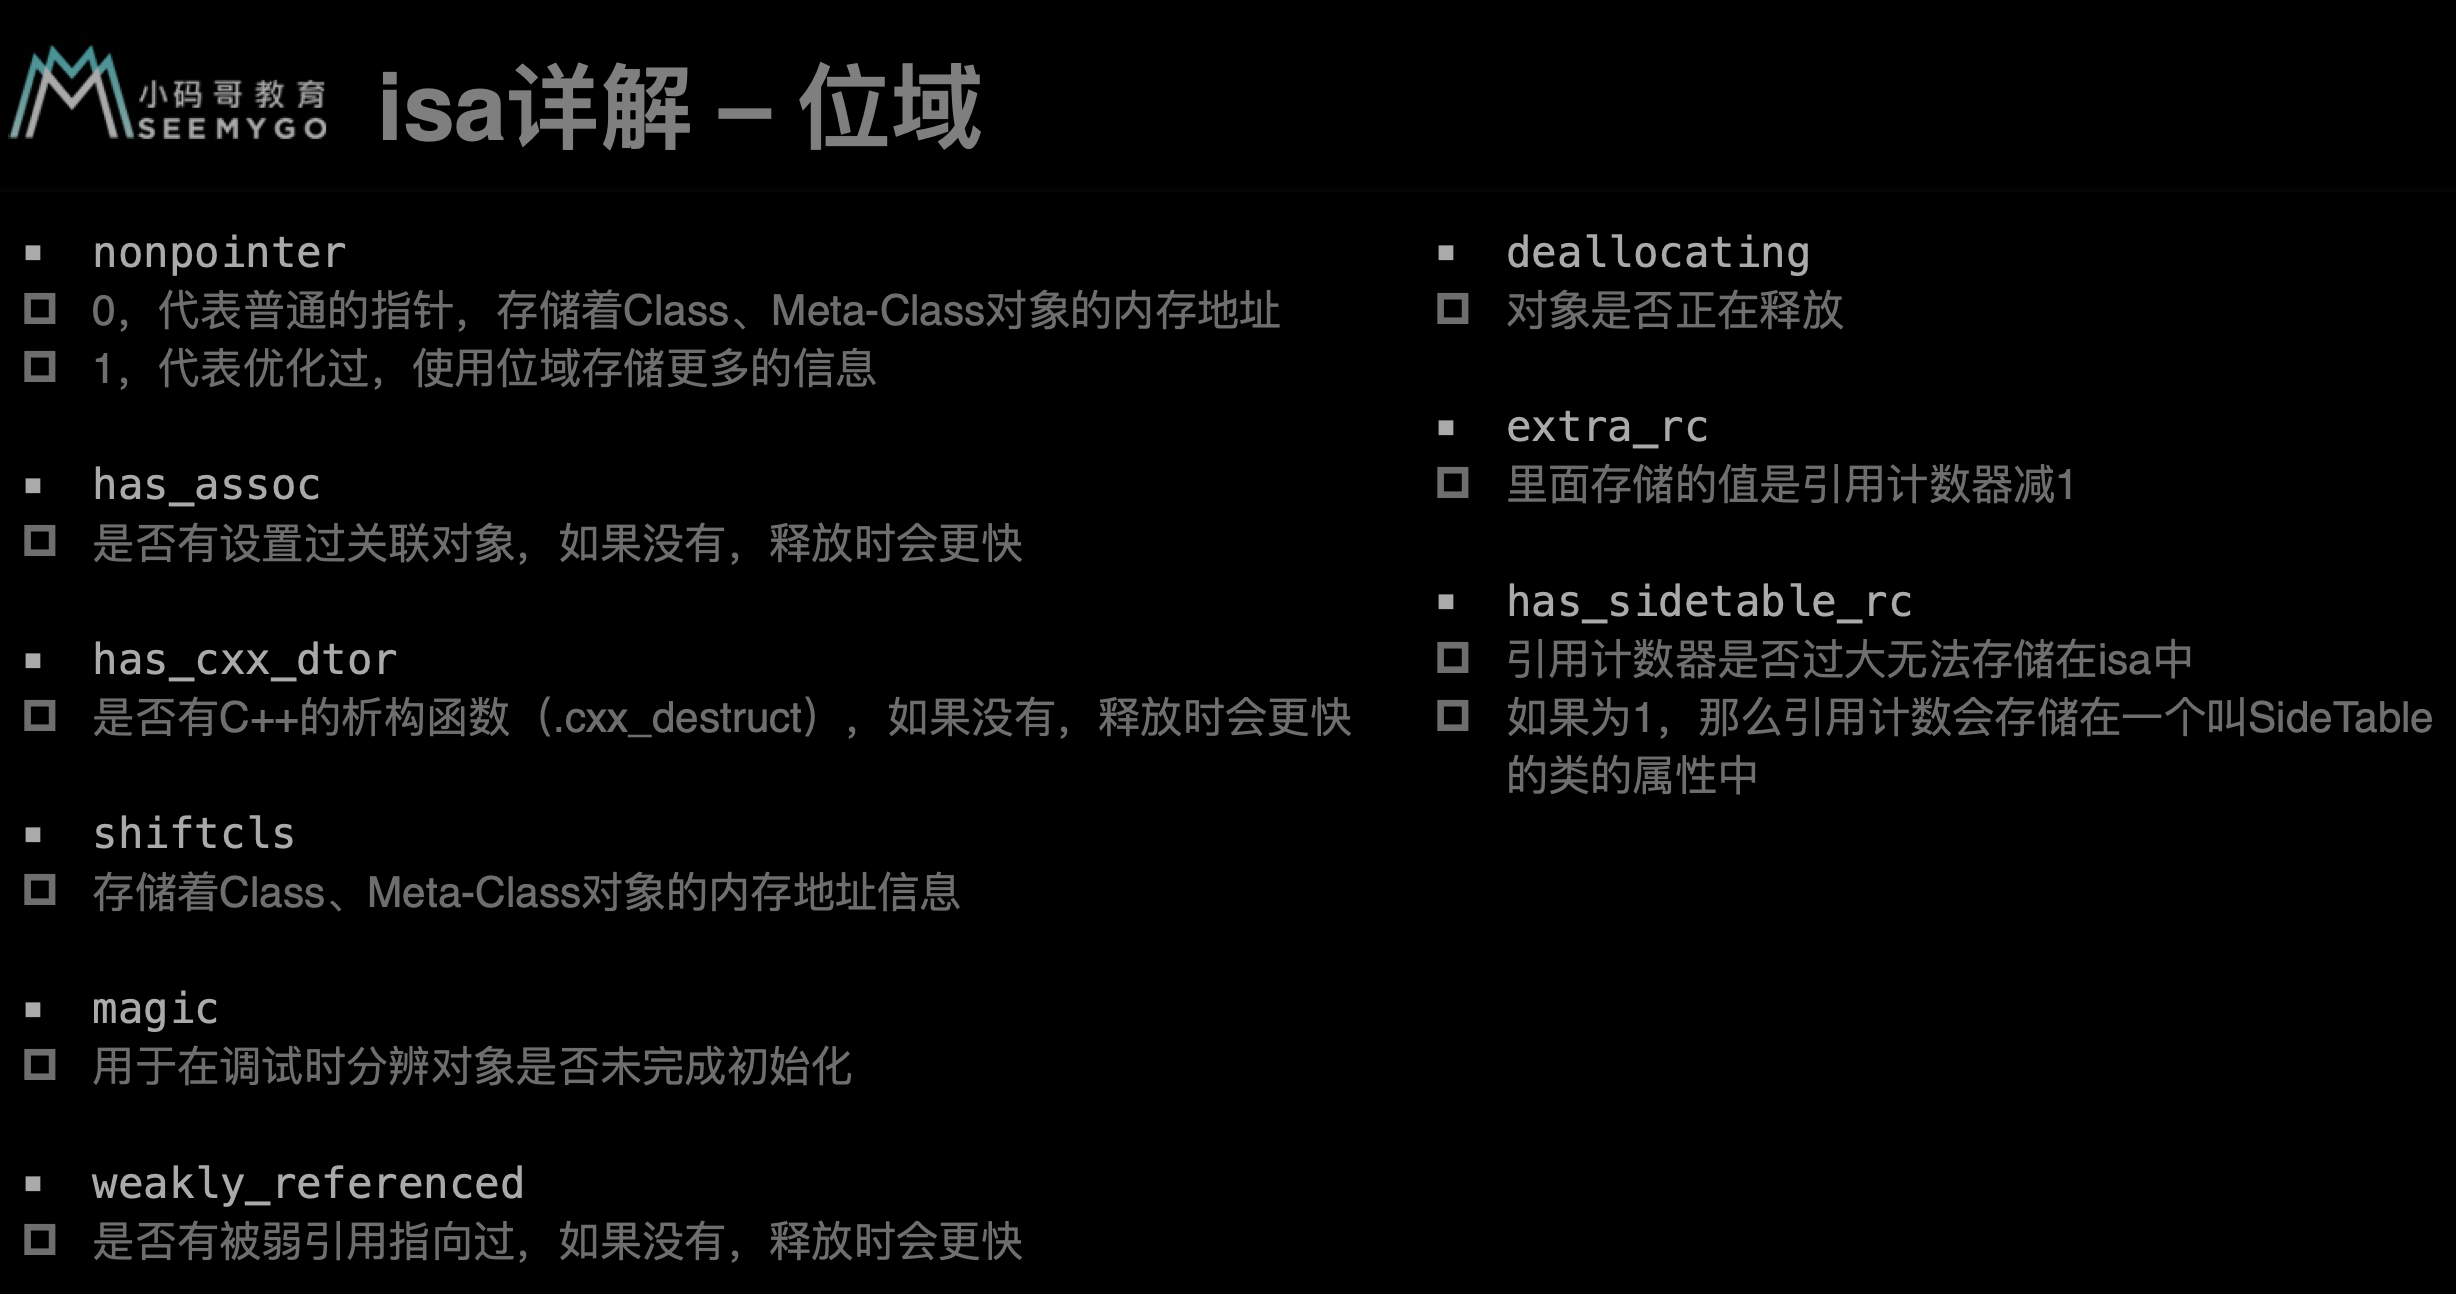 小码哥教育
SEEMYGO
isa详解 – 位域
nonpointer
0，代表普通的指针，存储着Class、Meta-Class对象的内存地址
1，代表优化过，使用位域存储更多的信息
has_assoc
是否有设置过关联对象，如果没有，释放时会更快
has_cxx_dtor
是否有C++的析构函数（.cxx_destruct），如果没有，释放时会更快
shiftcls
存储着Class、Meta-Class对象的内存地址信息
magic
用于在调试时分辨对象是否未完成初始化
weakly_referenced
是否有被弱引用指向过，如果没有，释放时会更快
deallocating
对象是否正在释放
extra_rc
里面存储的值是引用计数器减1
has_sidetable_rc
引用计数器是否过大无法存储在isa中
如果为1，那么引用计数会存储在一个叫SideTable
的类的属性中